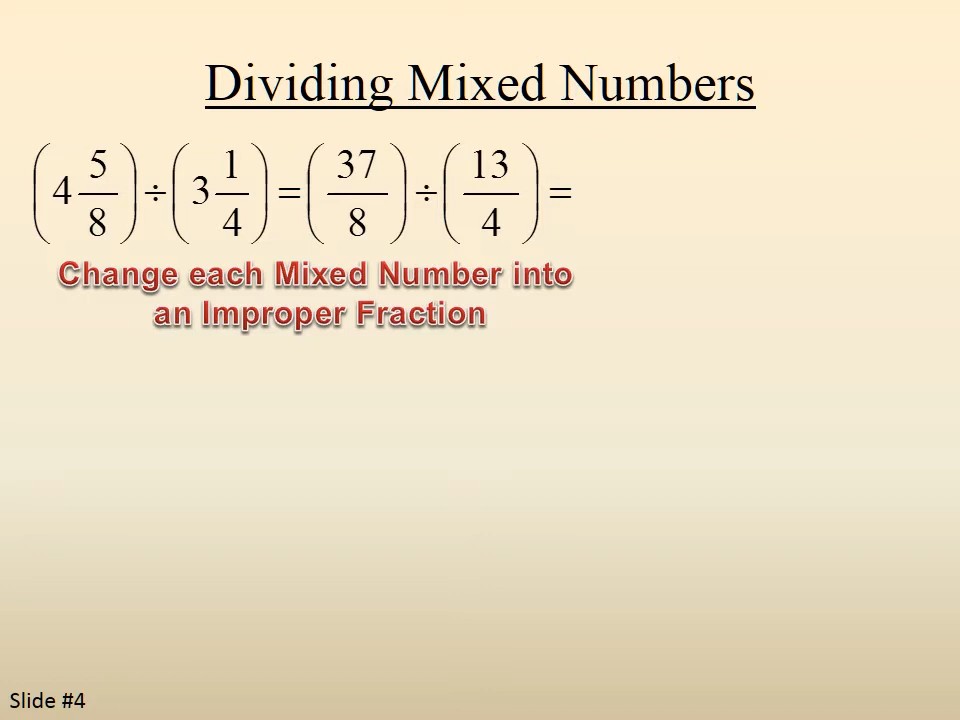 Dividing Mixed Numbers
(4 5/8) ÷ (3 1/4) = (37/8) ÷ (13/4) =
Change each Mixed Number into
an Improper Fraction
Slide #4